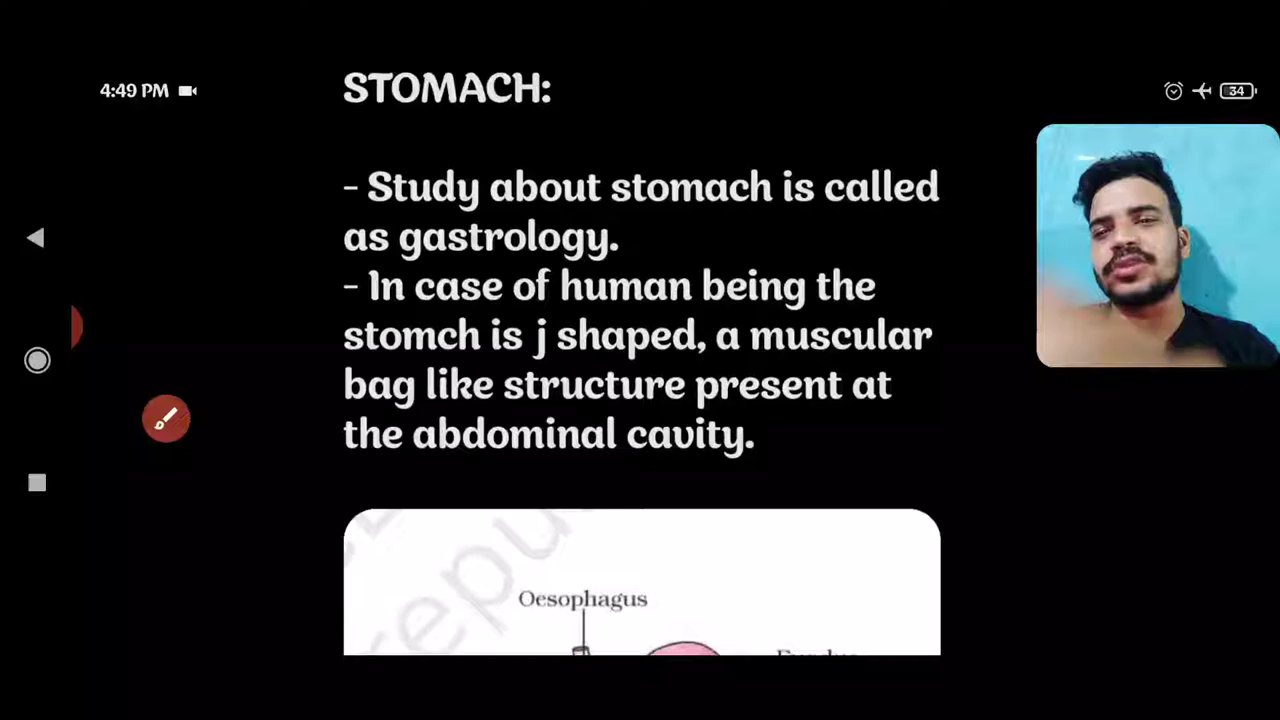 4:49 PM
34
STOMACH:
- Study about stomach is called
as gastrology.
- In case of human being the
stomch is j shaped, a muscular
bag like structure present at
the abdominal cavity.
Oesophagus